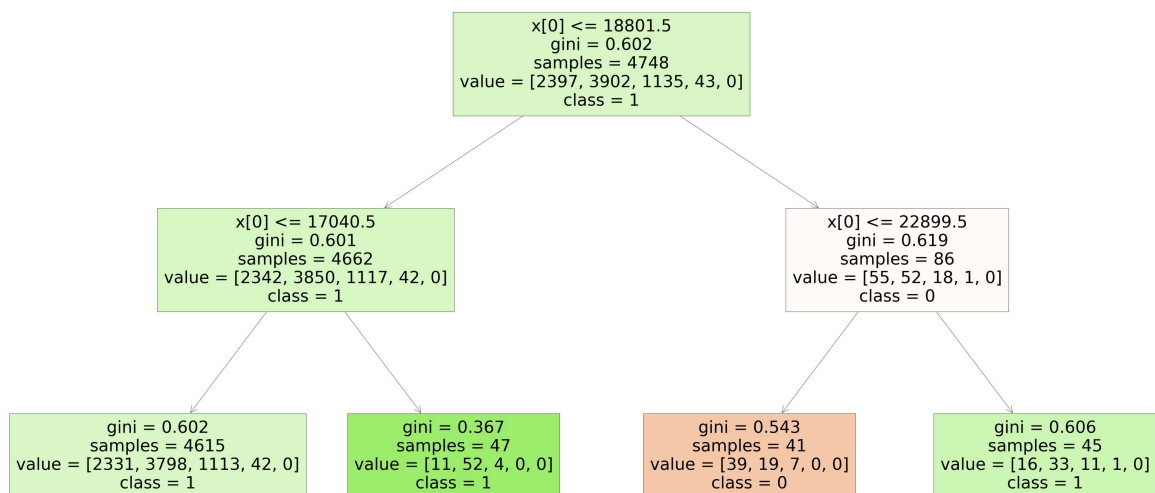 x[0] <= 18801.5
gini = 0.602
samples = 4748
value = [2397, 3902, 1135, 43, 0]
class = 1
x[0] <= 17040.5
gini = 0.601
samples = 4662
value = [2342, 3850, 1117, 42, 0]
class = 1
x[0] <= 22899.5
gini = 0.619
samples = 86
value = [55, 52, 18, 1, 0]
class = 0
gini = 0.602
samples = 4615
value = [2331, 3798, 1113, 42, 0]
class = 1
gini = 0.367
samples = 47
value = [11, 52, 4, 0, 0]
class = 1
gini = 0.543
samples = 41
value = [39, 19, 7, 0, 0]
class = 0
gini = 0.606
samples = 45
value = [16, 33, 11, 1, 0]
class = 1